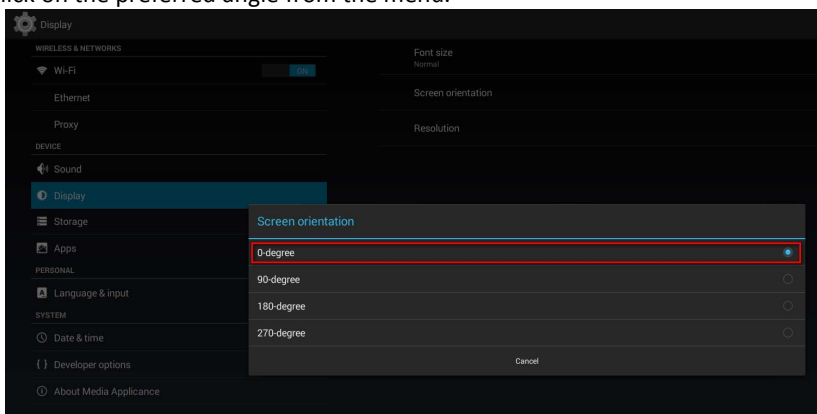 lick on the preferred angle from the menu.
Display
WIRELESS & NETWORKS
Wi-Fi
ON
Ethernet
Proxy
DEVICE
Sound
Display
Storage
Apps
PERSONAL
Language & input
SYSTEM
Date & time
{ } Developer options
About Media Applicance
Font size
Normal
Screen orientation
Resolution
Screen orientation
0-degree
90-degree
180-degree
270-degree
Cancel